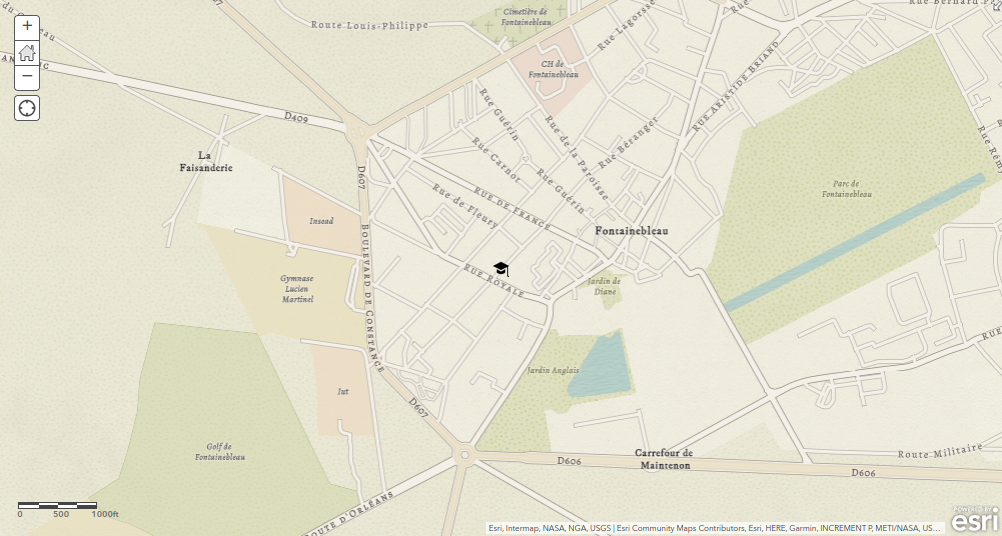 Cimetière de
Fontainebleau
Route Louis-Philippe
Rue Lagorsse
D607
+
−
CH de
Fontainebleau
Rue Aristide Briand
D409
Rue Guérin
Rue de la Paroisse
Rue Béranger
La
Faisanderie
Rue Carnot
Rue Guérin
D607
Parc de
Fontainebleau
Rue de Fleury
Rue de France
Insead
Fontainebleau
Boulevard de Constance
Rue Royale
Jardin de
Diane
Gymnase
Lucien
Martinel
Jardin Anglais
Iut
D607
Golf de
Fontainebleau
Carrefour de
Maintenon
Route Militaire
D606
D606
Route d'Orléans
0 500 1000ft
Esri, Intermap, NASA, NGA, USGS | Esri Community Maps Contributors, Esri, HERE, Garmin, INCREMENT P, METI/NASA, US...
POWERED BY
esri